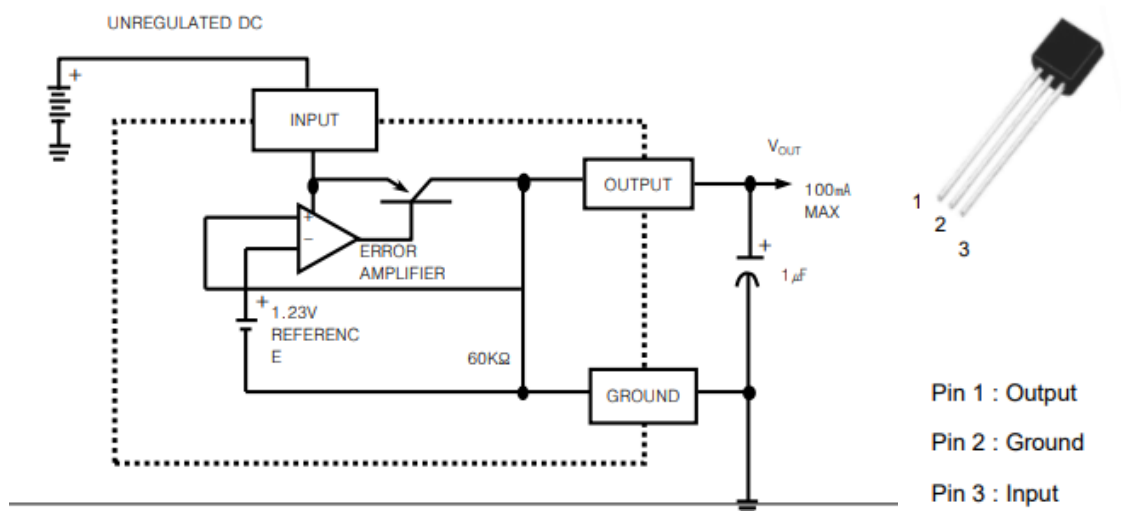 UNREGULATED DC
+
INPUT
V_OUT
OUTPUT
100㎃
MAX
+
−
ERROR
AMPLIFIER
+
1㎌
+
1.23V
REFERENC
E
60KΩ
GROUND
1
2
3
Pin 1 : Output
Pin 2 : Ground
Pin 3 : Input